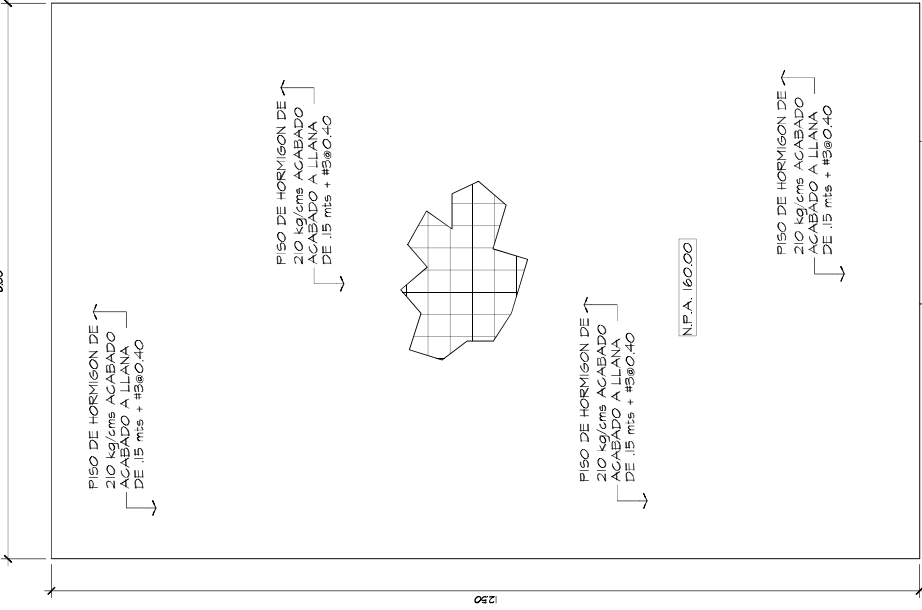 PISO DE HORMIGON DE
210 kg/cms ACABADO
ACABADO A LLANA
DE .15 mts + #3@0.40
PISO DE HORMIGON DE
210 kg/cms ACABADO
ACABADO A LLANA
DE .15 mts + #3@0.40
PISO DE HORMIGON DE
210 kg/cms ACABADO
ACABADO A LLANA
DE .15 mts + #3@0.40
N.P.A. 160.00
PISO DE HORMIGON DE
210 kg/cms ACABADO
ACABADO A LLANA
DE .15 mts + #3@0.40
12.50